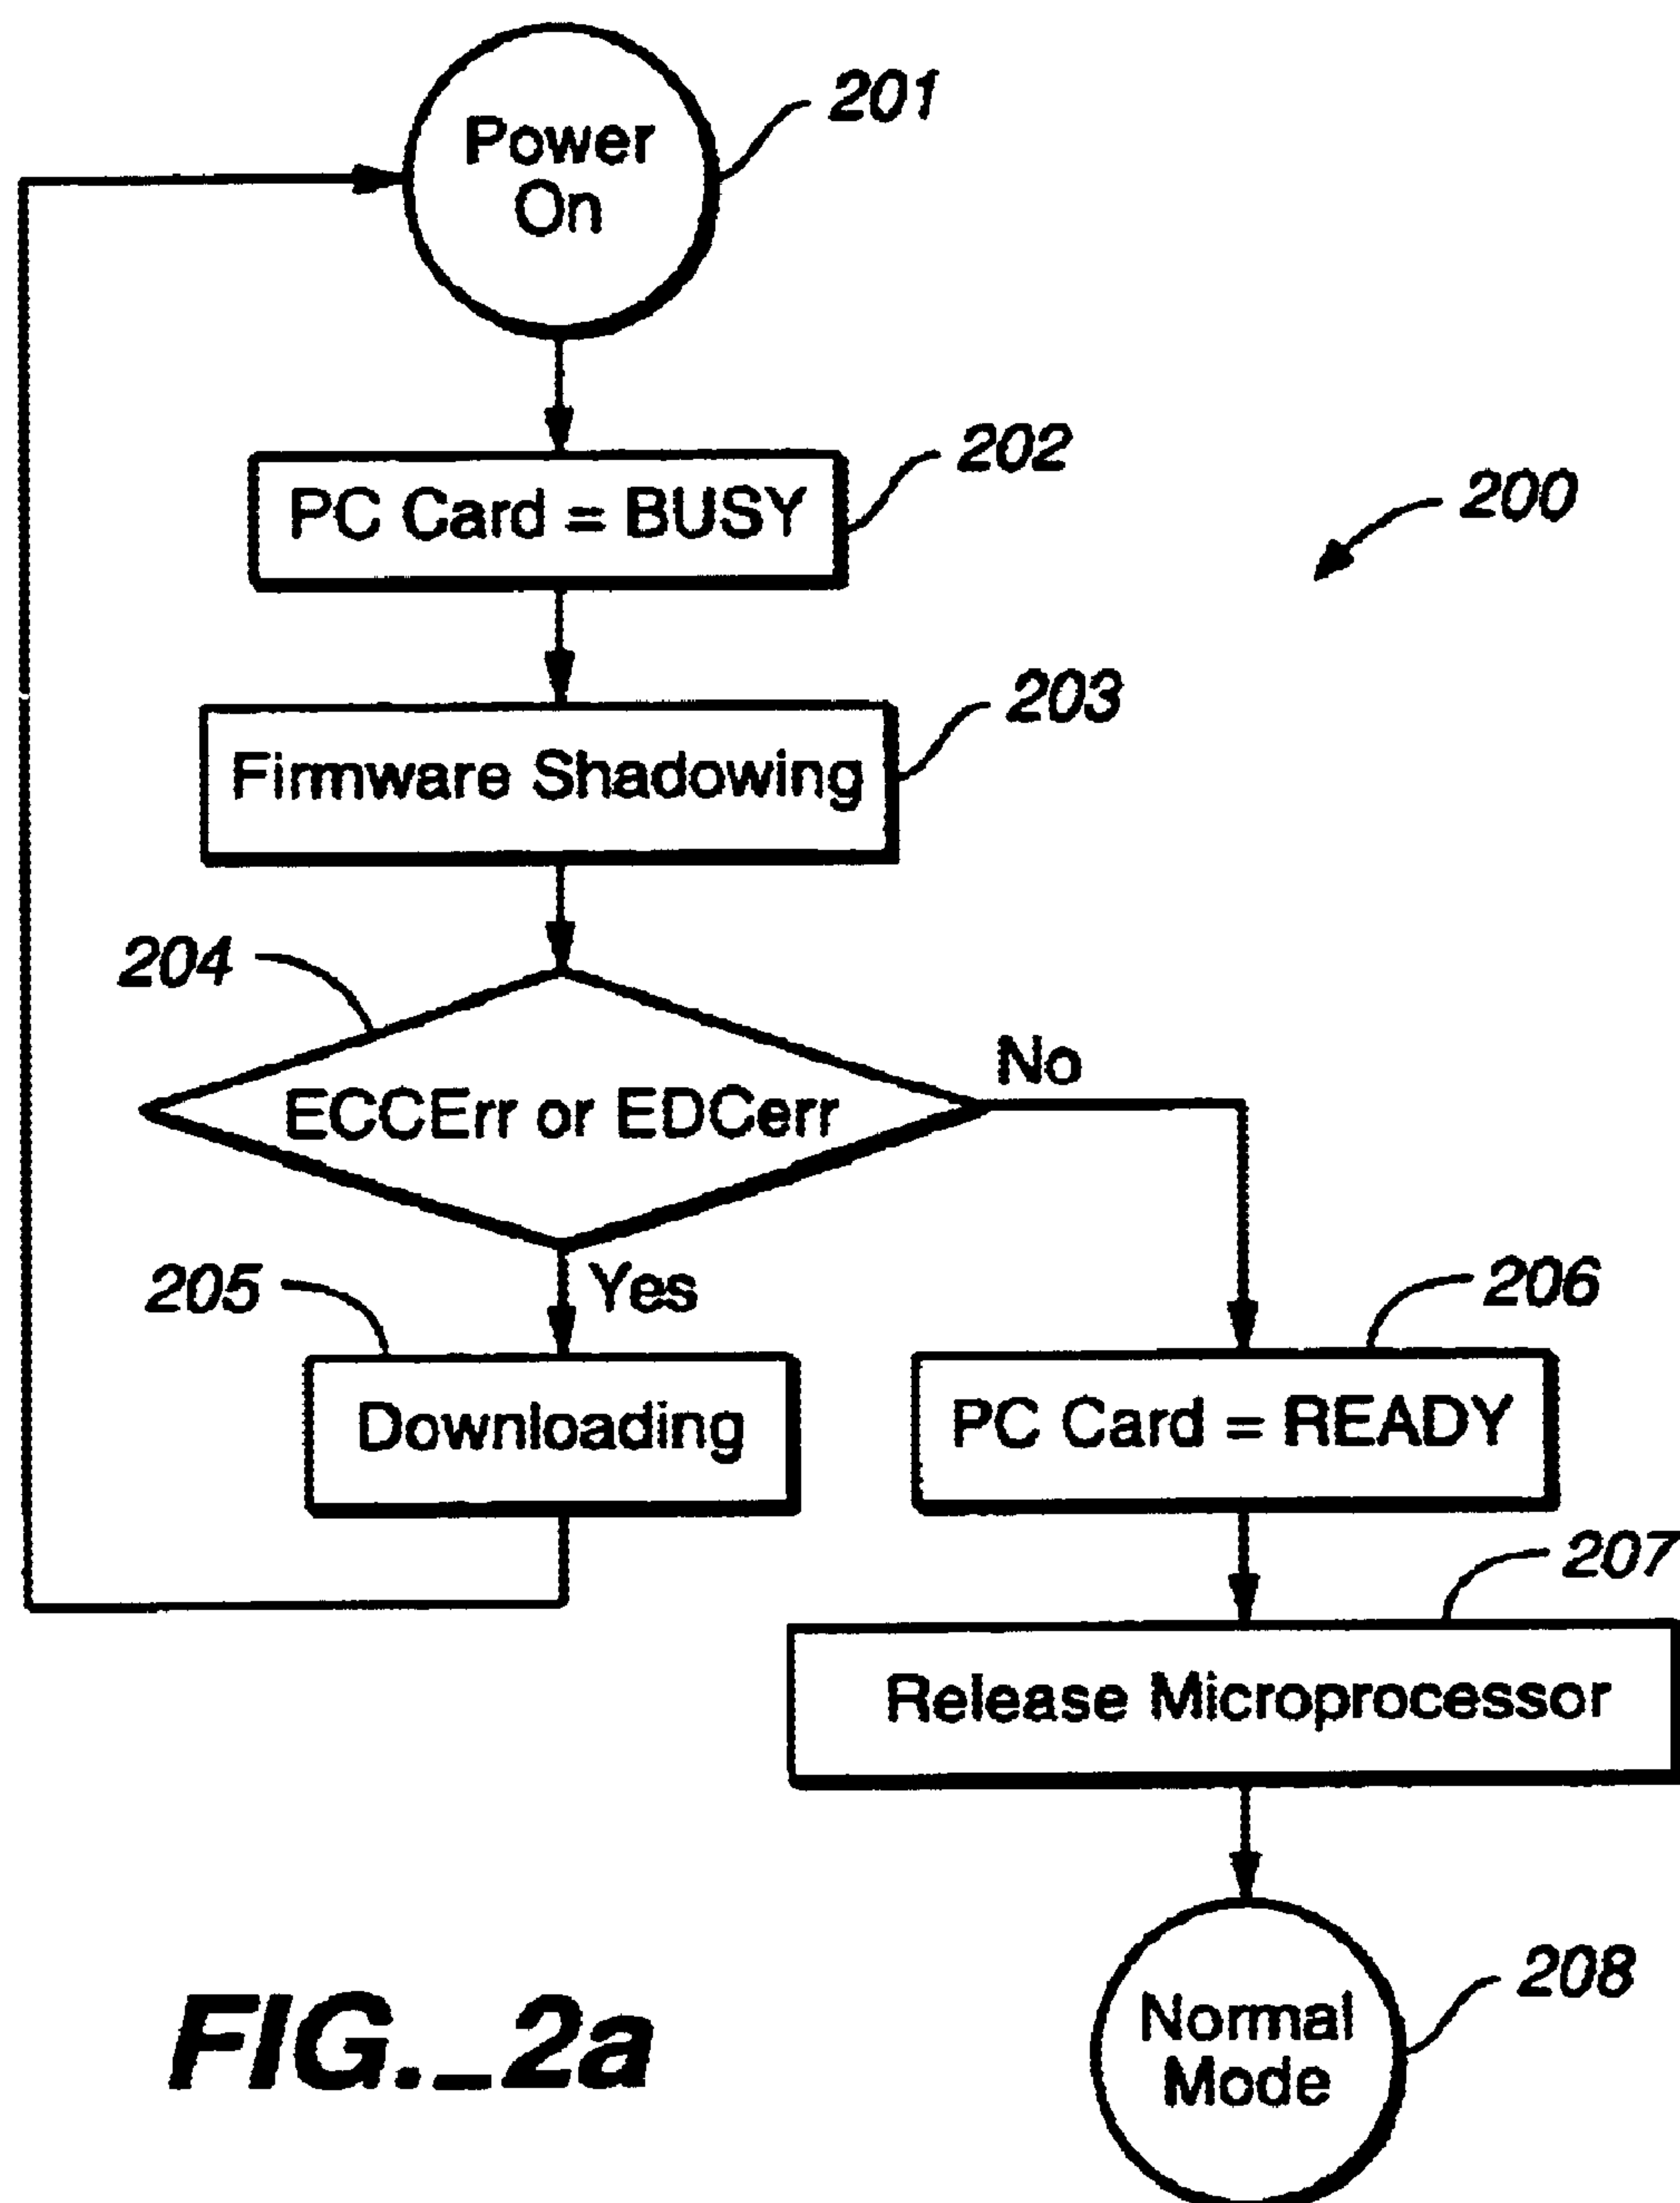 Power
On
201
PC Card = BUSY
202
200
Firmware Shadowing
203
204
ECCErr or EDCerr
No
Yes
205
Downloading
206
PC Card = READY
207
Release Microprocessor
Normal
Mode
208
FIG._2a